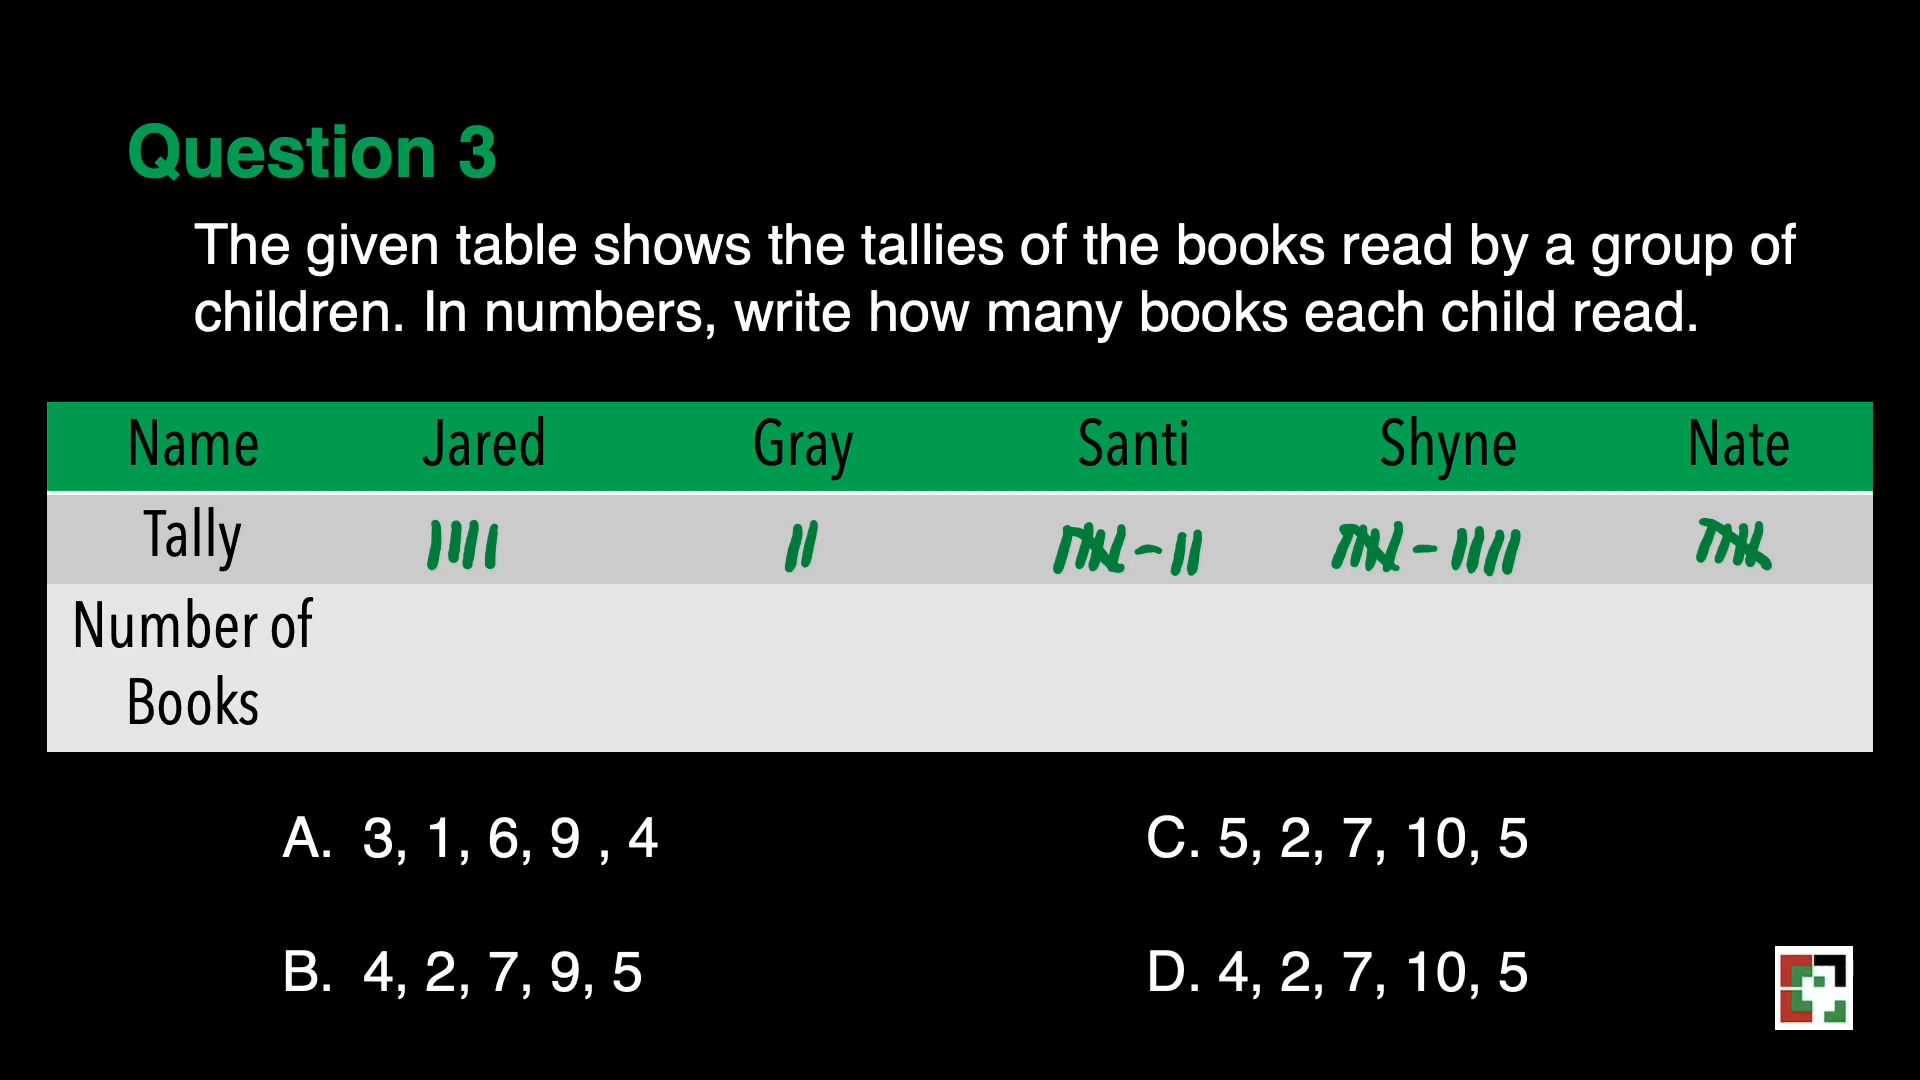 Question 3
The given table shows the tallies of the books read by a group of
children. In numbers, write how many books each child read.
Name Jared Gray Santi Shyne Nate
Tally
Number of
Books
A. 3, 1, 6, 9 , 4
C. 5, 2, 7, 10, 5
B. 4, 2, 7, 9, 5
D. 4, 2, 7, 10, 5